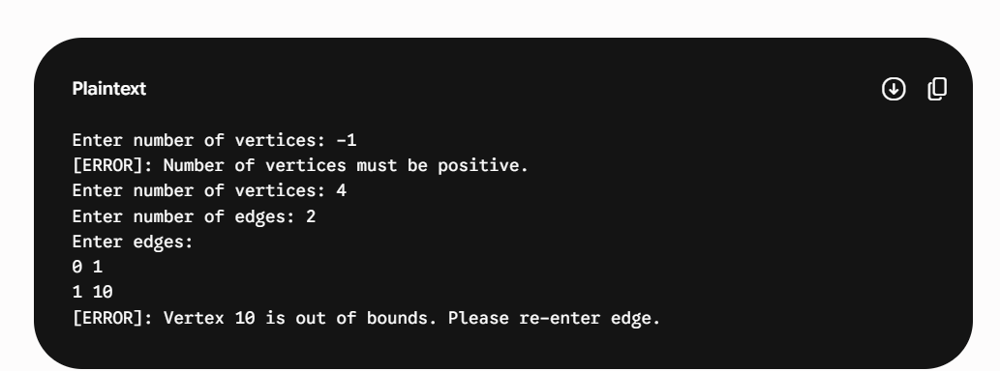 Plaintext
Enter number of vertices: -1
[ERROR]: Number of vertices must be positive.
Enter number of vertices: 4
Enter number of edges: 2
Enter edges:
0 1
1 10
[ERROR]: Vertex 10 is out of bounds. Please re-enter edge.